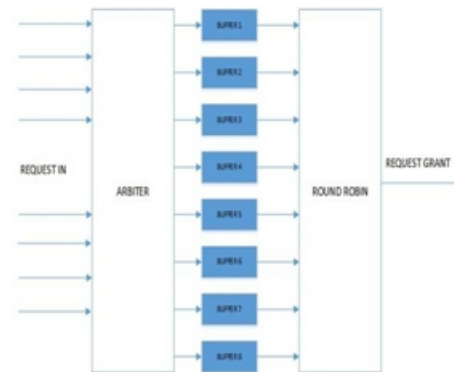 REQUEST IN
ARBITER
BUFFER 1
BUFFER 2
BUFFER 3
BUFFER 4
BUFFER 5
BUFFER 6
BUFFER 7
BUFFER 8
ROUND ROBIN
REQUEST GRANT